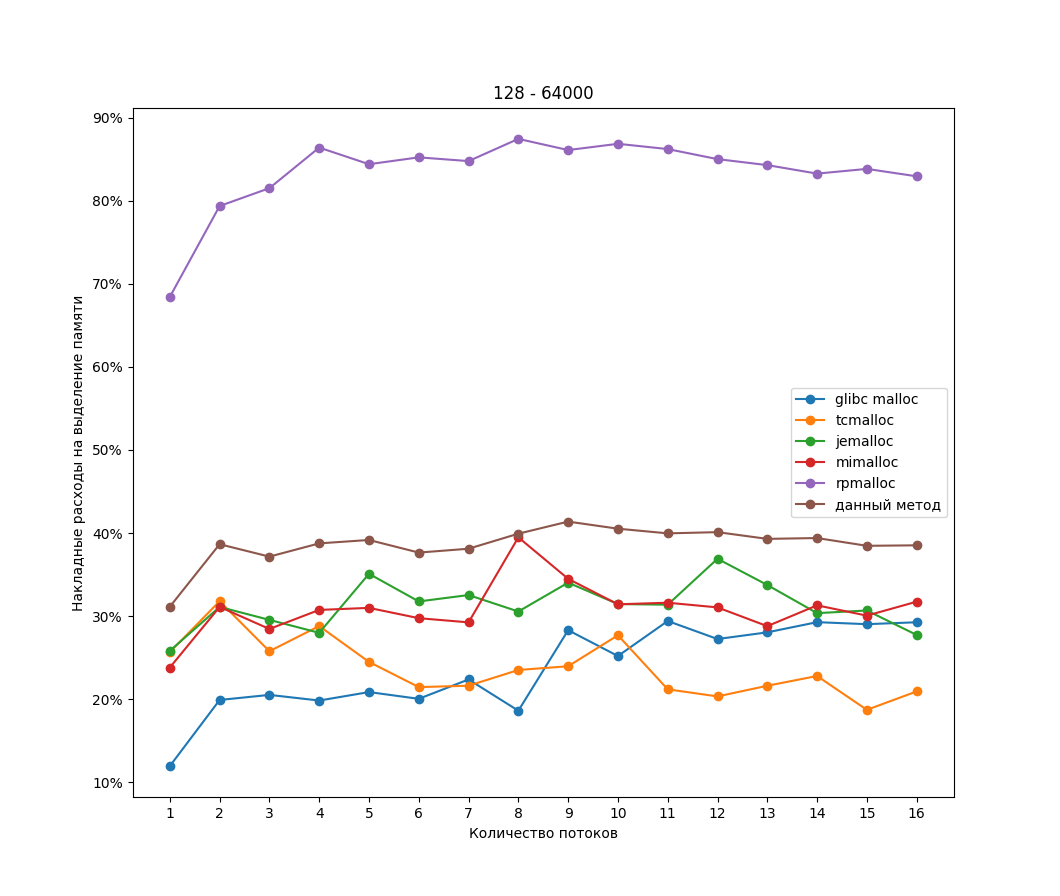 128 - 64000
Накладные расходы на выделение памяти
90%
80%
70%
60%
50%
40%
30%
20%
10%
glibc malloc
tcmalloc
jemalloc
mimalloc
rpmalloc
данный метод
1 2 3 4 5 6 7 8 9 10 11 12 13 14 15 16
Количество потоков